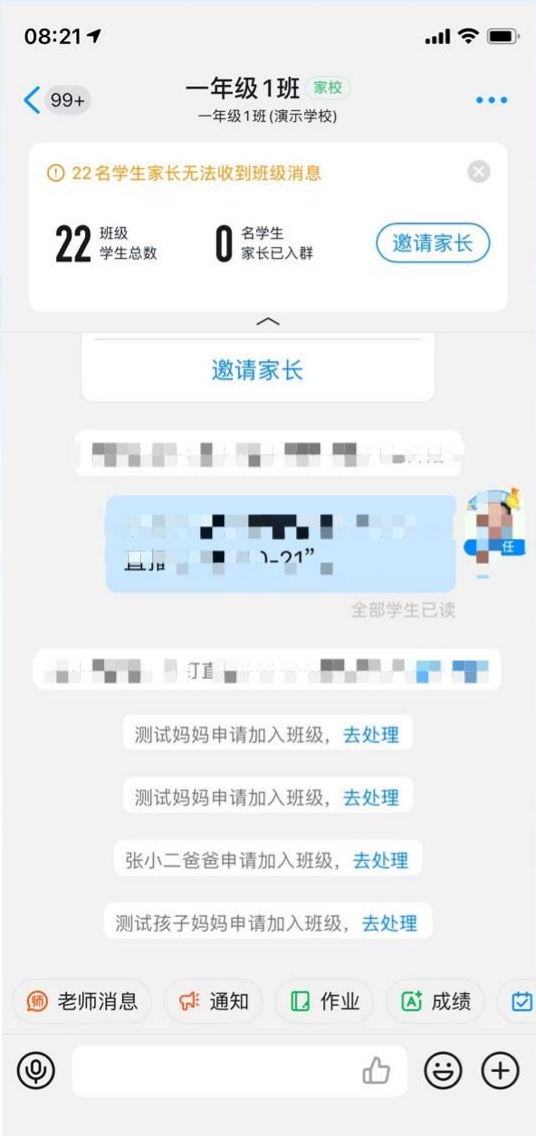 08:21
99+
一年级1班 家校
一年级1班(演示学校)
22名学生家长无法收到班级消息
22 班级学生总数
0 名学生家长已入群
邀请家长
邀请家长
0-21”
任
全部学生已读
测试妈妈申请加入班级，去处理
测试妈妈申请加入班级，去处理
张小二爸爸申请加入班级，去处理
测试孩子妈妈申请加入班级，去处理
师 老师消息 通知 作业 A+ 成绩